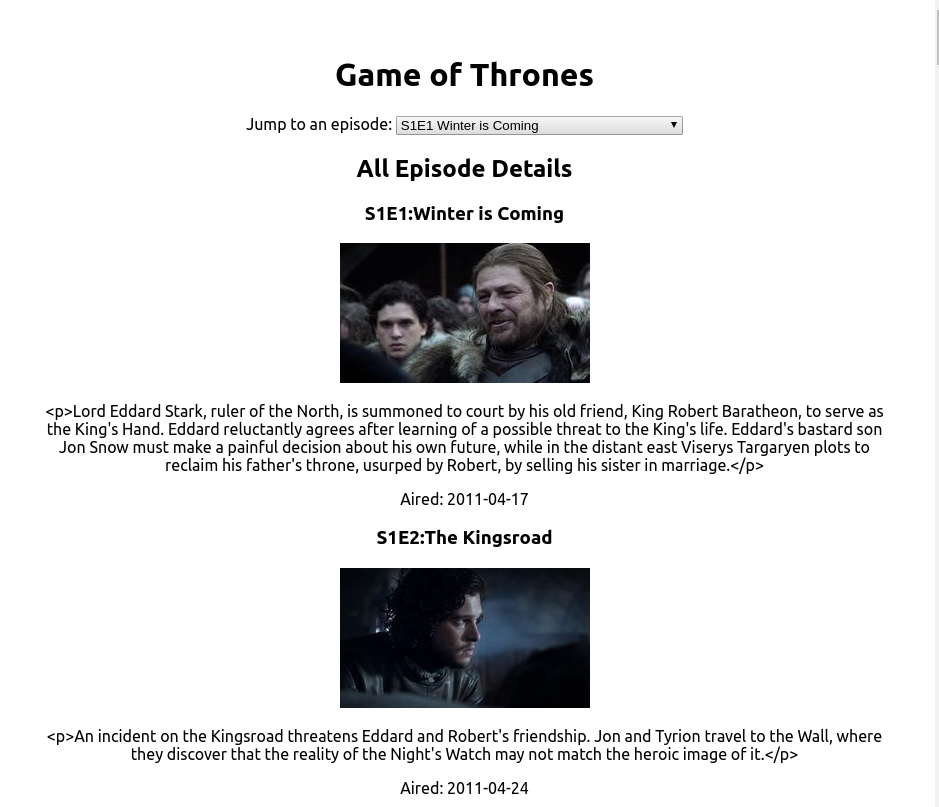 Game of Thrones
Jump to an episode: S1E1 Winter is Coming
All Episode Details
S1E1:Winter is Coming
<p>Lord Eddard Stark, ruler of the North, is summoned to court by his old friend, King Robert Baratheon, to serve as
the King's Hand. Eddard reluctantly agrees after learning of a possible threat to the King's life. Eddard's bastard son
Jon Snow must make a painful decision about his own future, while in the distant east Viserys Targaryen plots to
reclaim his father's throne, usurped by Robert, by selling his sister in marriage.</p>
Aired: 2011-04-17
S1E2:The Kingsroad
<p>An incident on the Kingsroad threatens Eddard and Robert's friendship. Jon and Tyrion travel to the Wall, where
they discover that the reality of the Night's Watch may not match the heroic image of it.</p>
Aired: 2011-04-24